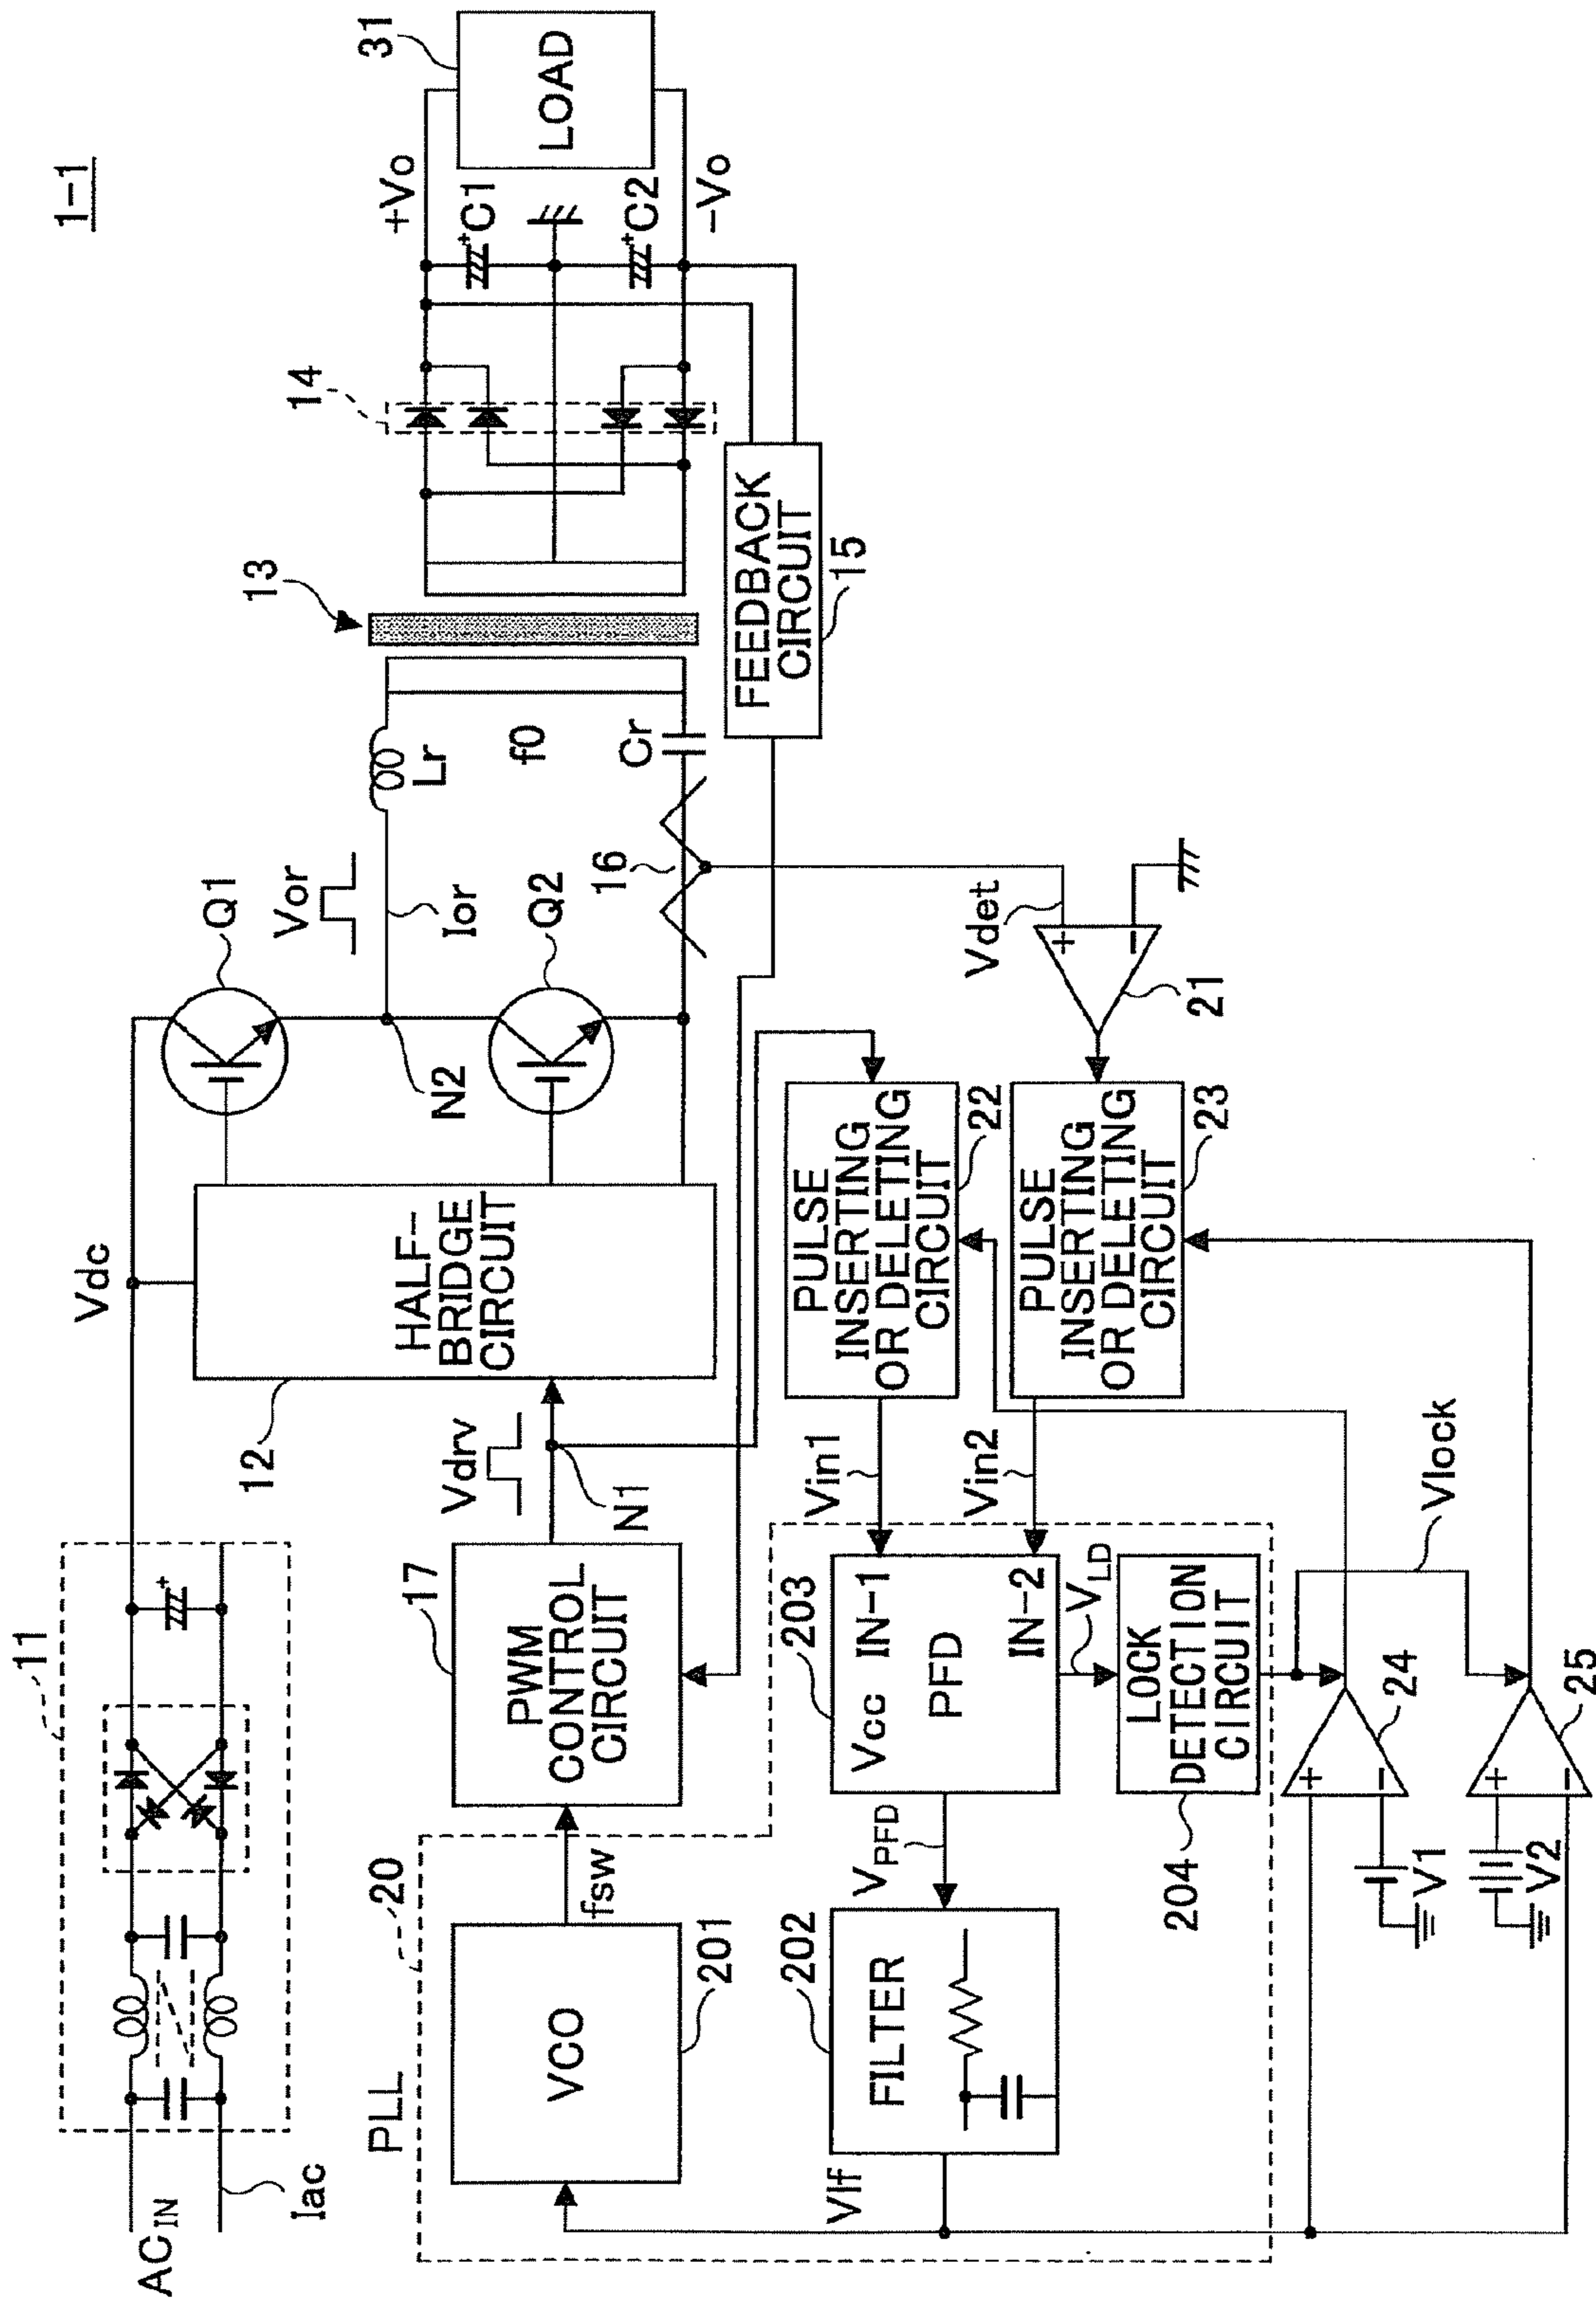 1-1
AC_IN
Iac
11
Vdc
12
HALF-
BRIDGE
CIRCUIT
Q1
Vor
Ior
N2
Q2
Lr
f0
Cr
16
13
14
+Vo
C1
C2
-Vo
31
LOAD
FEEDBACK
CIRCUIT
15
PLL
20
VCO
201
fsw
17
PWM
CONTROL
CIRCUIT
Vdrv
N1
Vlf
202
FILTER
V_PFD
203
Vcc
IN-1
PFD
IN-2
Vin1
Vin2
V_LD
204
LOCK
DETECTION
CIRCUIT
PULSE
INSERTING
OR DELETING
CIRCUIT
22
PULSE
INSERTING
OR DELETING
CIRCUIT
23
Vdet
+
-
21
+
-
24
V1
+
-
25
V2
Vlock